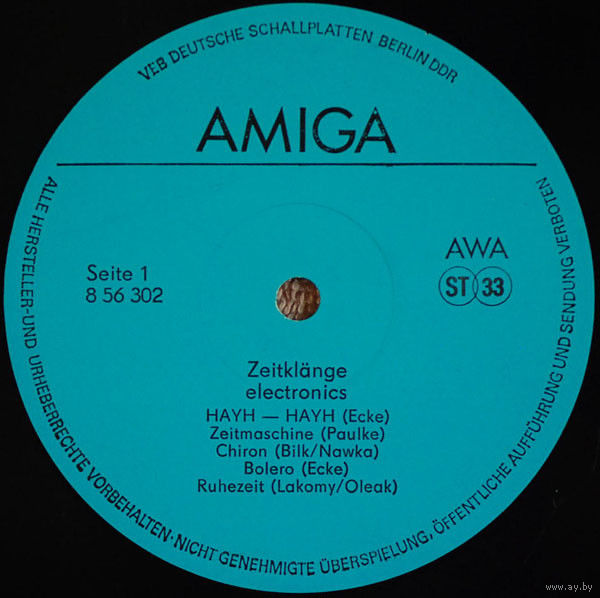 VEB DEUTSCHE SCHALLPLATTEN BERLIN DDR
AMIGA
Seite 1
8 56 302
AWA
ST 33
Zeitklänge
electronics
HAYH — HAYH (Ecke)
Zeitmaschine (Paulke)
Chiron (Bilk/Nawka)
Bolero (Ecke)
Ruhezeit (Lakomy/Oleak)
ALLE HERSTELLER-UND URHEBERRECHTE VORBEHALTEN·NICHT GENEHMIGTE ÜBERSPIELUNG, ÖFFENTLICHE AUFFÜHRUNG UND SENDUNG VERBOTEN
www.ay.by